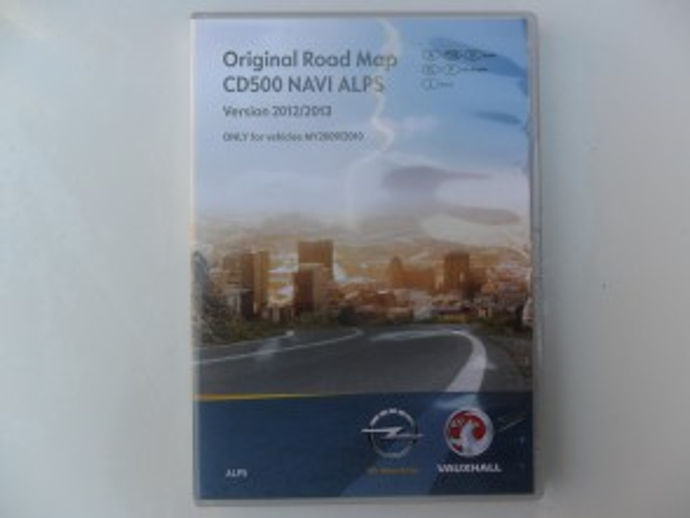 Original Road Map
CD500 NAVI ALPS
Version 2012/2013
ONLY for vehicles MY2009/2010
VAUXHALL
ALPS